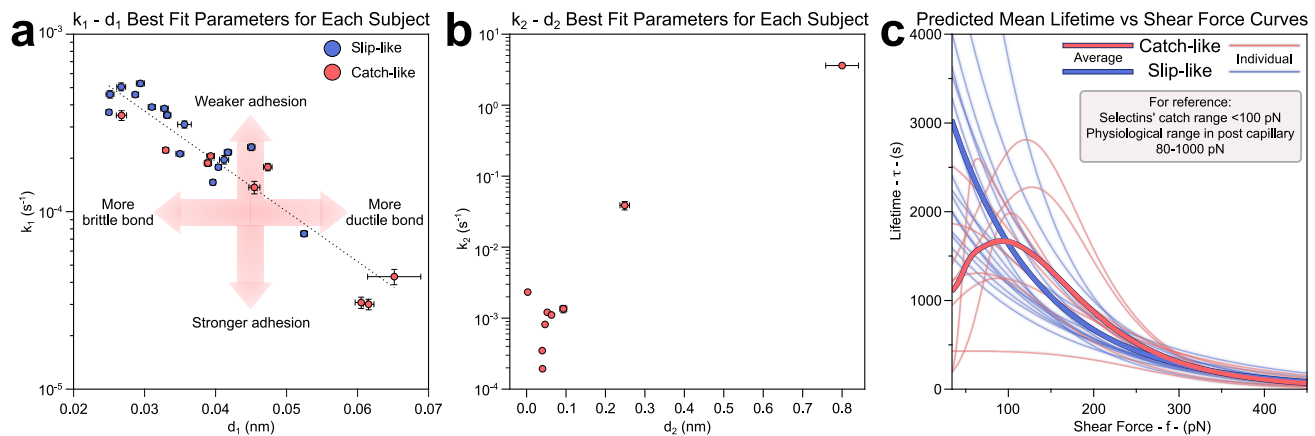 a
k₁ - d₁ Best Fit Parameters for Each Subject
10⁻³
10⁻⁴
10⁻⁵
k₁ (s⁻¹)
Slip-like
Catch-like
Weaker adhesion
More
brittle bond
More
ductile bond
Stronger adhesion
0.02 0.03 0.04 0.05 0.06 0.07
d₁ (nm)
b
k₂ - d₂ Best Fit Parameters for Each Subject
10¹
10⁰
10⁻¹
10⁻²
10⁻³
10⁻⁴
k₂ (s⁻¹)
0.0 0.1 0.2 0.3 0.4 0.5 0.6 0.7 0.8
d₂ (nm)
c
Predicted Mean Lifetime vs Shear Force Curves
4000
3000
2000
1000
0
Lifetime - τ - (s)
Catch-like
Average
Individual
Slip-like
For reference:
Selectins' catch range <100 pN
Physiological range in post capillary
80-1000 pN
100 200 300 400
Shear Force - f - (pN)